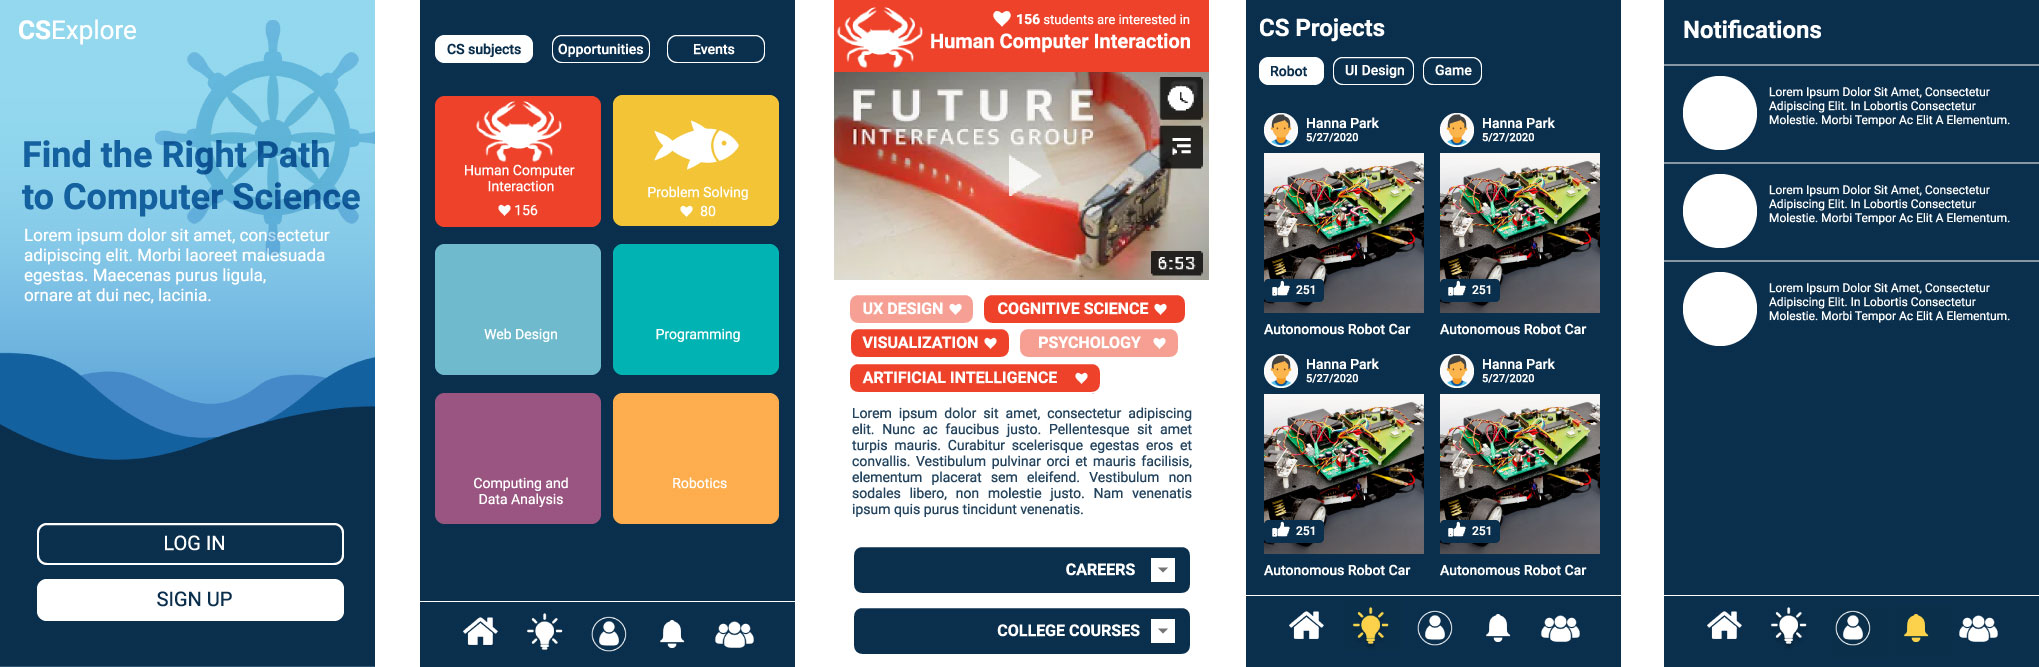 CSExplore
Find the Right Path
to Computer Science
Lorem ipsum dolor sit amet, consectetur
adipiscing elit. Morbi laoreet malesuada
egestas. Maecenas purus ligula,
ornare at dui nec, lacinia.
LOG IN
SIGN UP
CS subjects
Opportunities
Events
Human Computer
Interaction
156
Problem Solving
80
Web Design
Programming
Computing and
Data Analysis
Robotics
156 students are interested in
Human Computer Interaction
FUTURE
INTERFACES GROUP
6:53
UX DESIGN
COGNITIVE SCIENCE
VISUALIZATION
PSYCHOLOGY
ARTIFICIAL INTELLIGENCE
Lorem ipsum dolor sit amet, consectetur adipiscing
elit. Nunc ac faucibus justo. Pellentesque sit amet
turpis mauris. Curabitur scelerisque egestas eros et
convallis. Vestibulum pulvinar orci et mauris facilisis,
elementum placerat sem eleifend. Vestibulum non
sodales libero, non molestie justo. Nam venenatis
ipsum quis purus tincidunt venenatis.
CAREERS
COLLEGE COURSES
CS Projects
Robot
UI Design
Game
Hanna Park
5/27/2020
251
Autonomous Robot Car
Hanna Park
5/27/2020
251
Autonomous Robot Car
Hanna Park
5/27/2020
251
Autonomous Robot Car
Hanna Park
5/27/2020
251
Autonomous Robot Car
Notifications
Lorem Ipsum Dolor Sit Amet, Consectetur
Adipiscing Elit. In Lobortis Consectetur
Molestie. Morbi Tempor Ac Elit A Elementum.
Lorem Ipsum Dolor Sit Amet, Consectetur
Adipiscing Elit. In Lobortis Consectetur
Molestie. Morbi Tempor Ac Elit A Elementum.
Lorem Ipsum Dolor Sit Amet, Consectetur
Adipiscing Elit. In Lobortis Consectetur
Molestie. Morbi Tempor Ac Elit A Elementum.